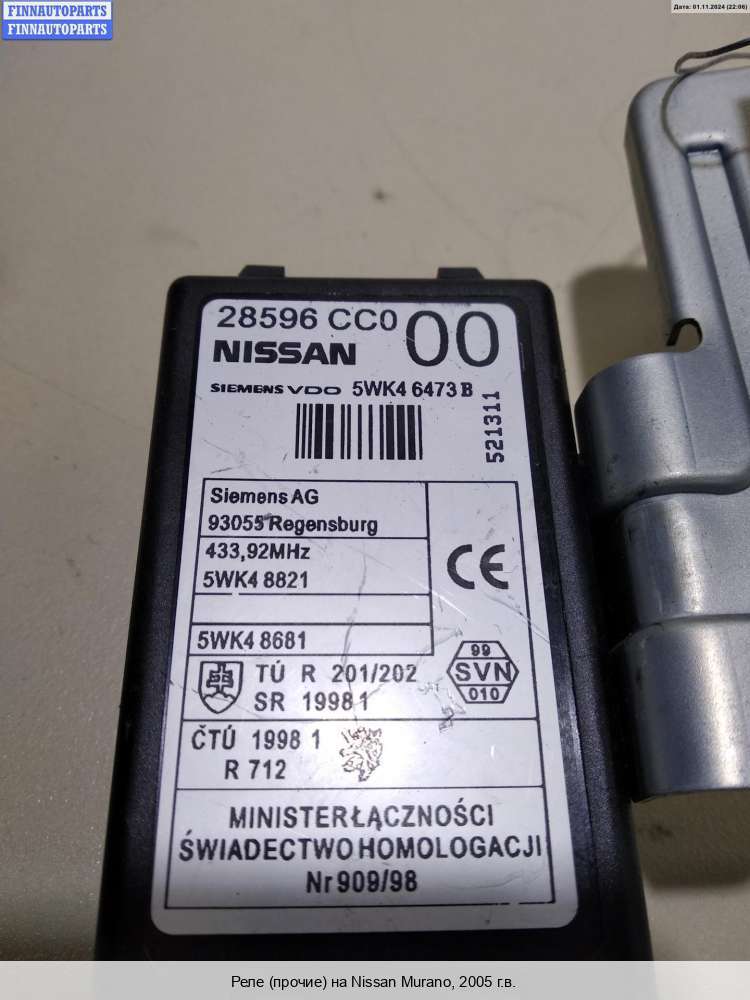 FINNAUTOPARTS
FINNAUTOPARTS
Дата: 01.11.2024 (22:06)
28596 CC0 00
NISSAN
SIEMENS VDO 5WK4 6473 B
521311
Siemens AG
93055 Regensburg
433,92MHz
5WK4 8821
CE
5WK4 8681
TÚ R 201/202
SR 1998 1
99
SVN
010
ČTÚ 1998 1
R 712
MINISTER ŁĄCZNOŚCI
ŚWIADECTWO HOMOLOGACJI
Nr 909/98
Реле (прочие) на Nissan Murano, 2005 г.в.